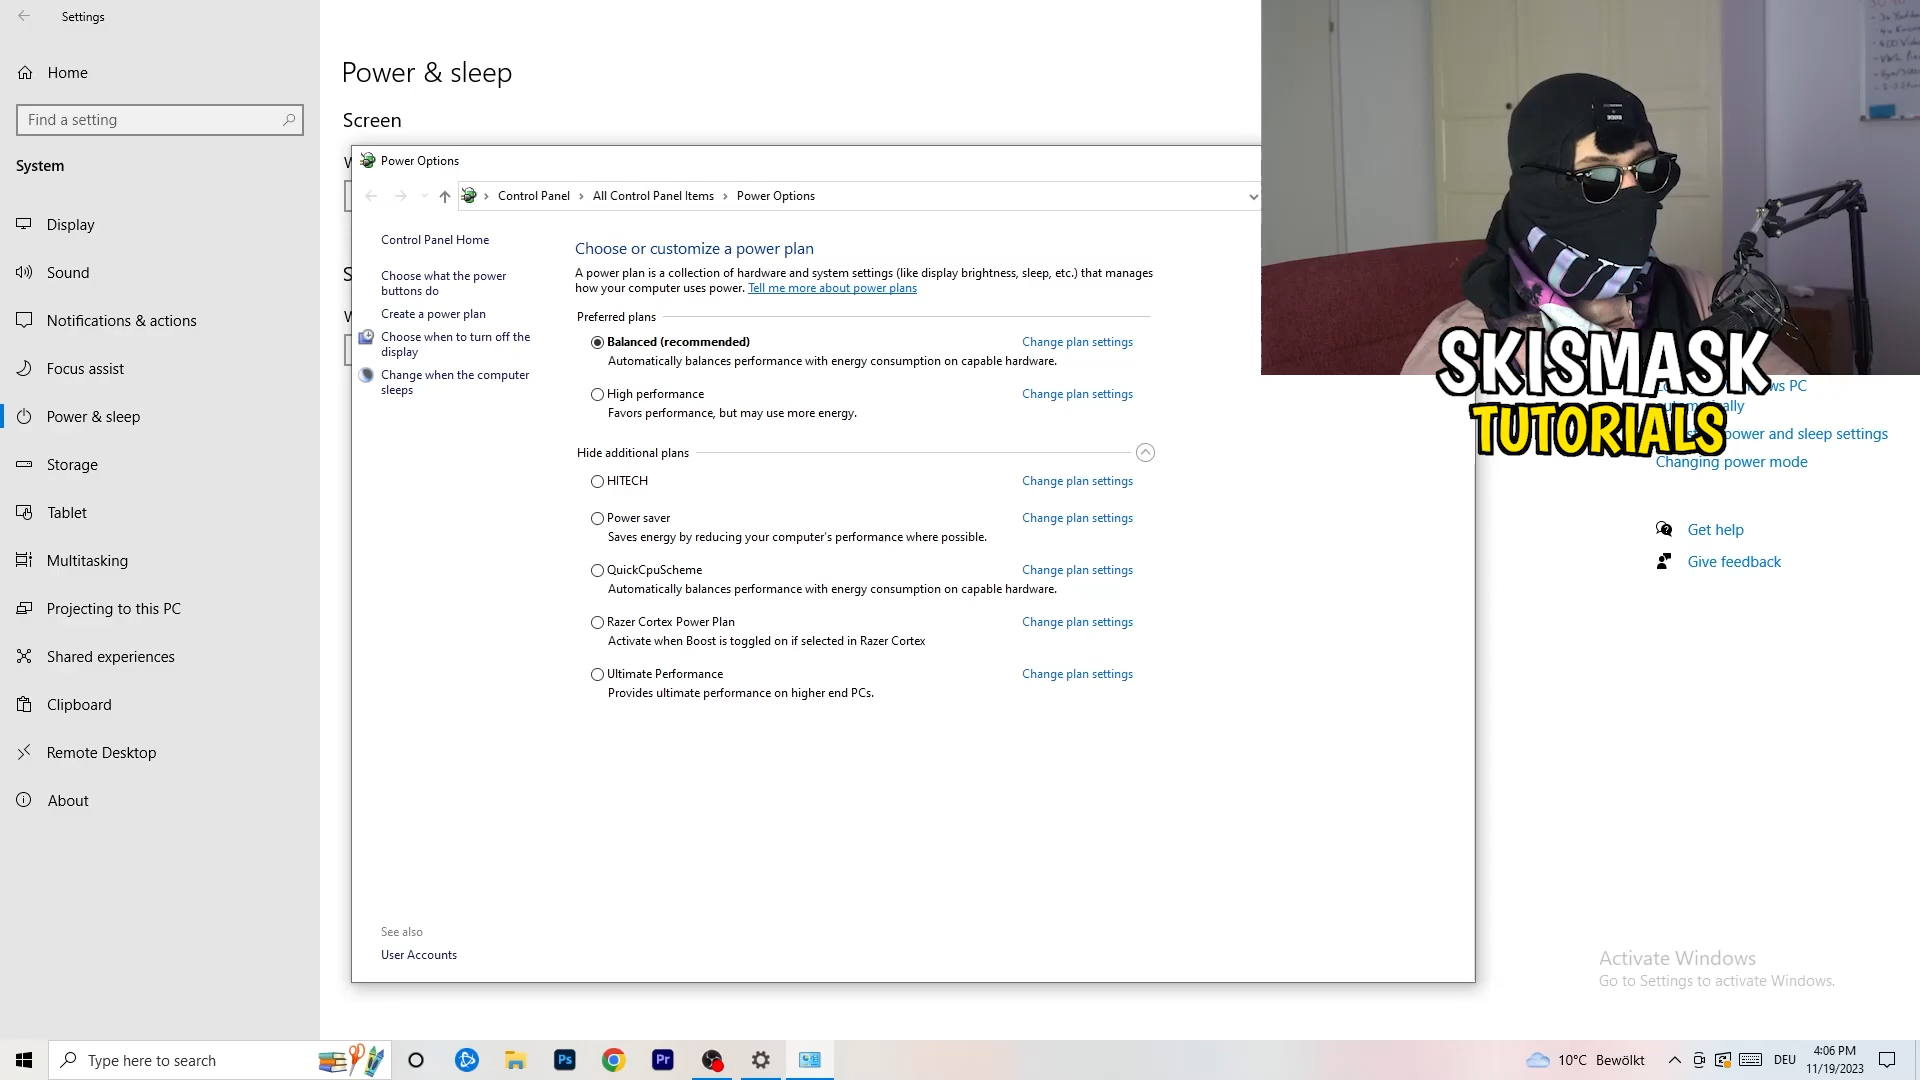 Settings
Home
Find a setting
System
Display
Sound
Notifications & actions
Focus assist
Power & sleep
Storage
Tablet
Multitasking
Projecting to this PC
Shared experiences
Clipboard
Remote Desktop
About
Power & sleep
Screen
Power Options
Control Panel
All Control Panel Items
Power Options
Control Panel Home
Choose what the power
buttons do
Create a power plan
Choose when to turn off the
display
Change when the computer
sleeps
See also
User Accounts
Choose or customize a power plan
A power plan is a collection of hardware and system settings (like display brightness, sleep, etc.) that manages
how your computer uses power. Tell me more about power plans
Preferred plans
Balanced (recommended) Change plan settings
Automatically balances performance with energy consumption on capable hardware.
High performance Change plan settings
Favors performance, but may use more energy.
Hide additional plans
HITECH Change plan settings
Power saver Change plan settings
Saves energy by reducing your computer's performance where possible.
QuickCpuScheme Change plan settings
Automatically balances performance with energy consumption on capable hardware.
Razer Cortex Power Plan Change plan settings
Activate when Boost is toggled on if selected in Razer Cortex
Ultimate Performance Change plan settings
Provides ultimate performance on higher end PCs.
SKISMASK
TUTORIALS
PC
power and sleep settings
Changing power mode
Get help
Give feedback
Activate Windows
Go to Settings to activate Windows.
Type here to search
Ps
Pr
10°C Bewölkt
DEU
4:06 PM
11/19/2023